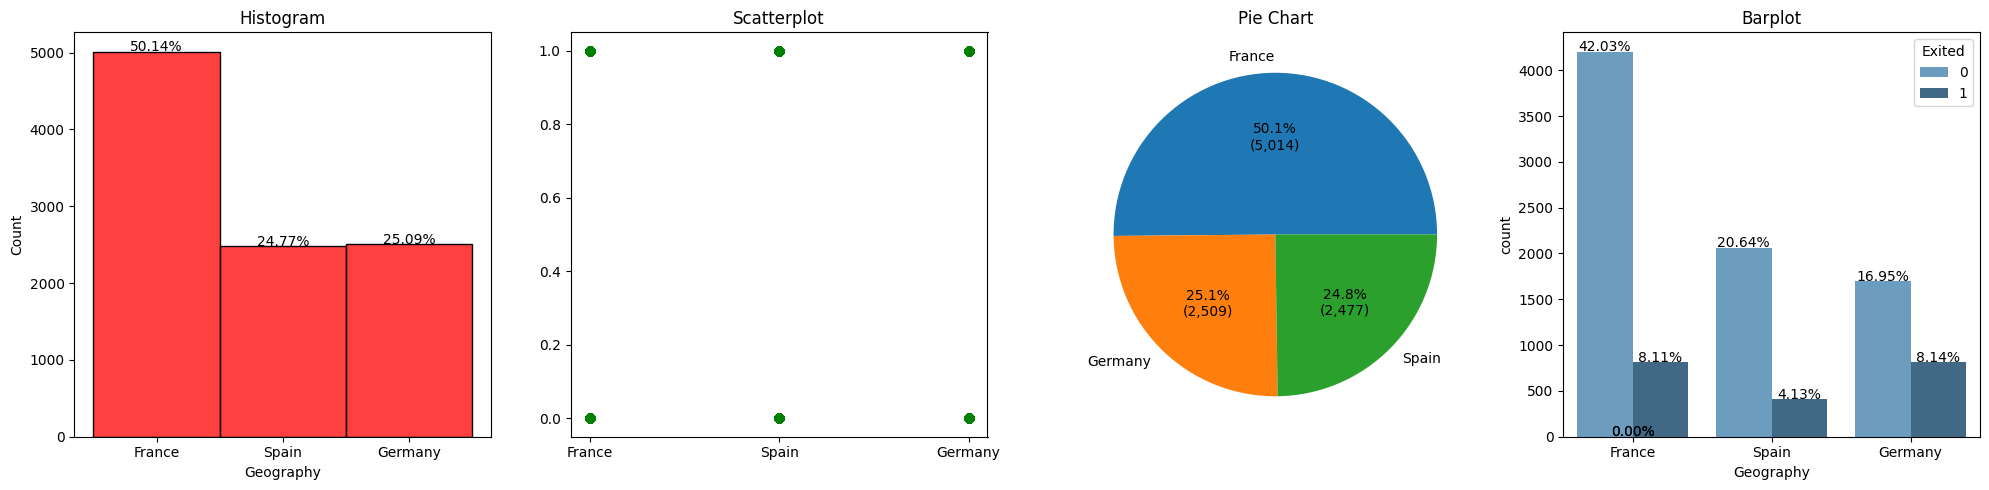 Histogram
50.14%
24.77%
25.09%
5000
4000
3000
2000
1000
0
Count
France
Spain
Germany
Geography
Scatterplot
1.0
0.8
0.6
0.4
0.2
0.0
France
Spain
Germany
Pie Chart
France
50.1%
(5,014)
25.1%
(2,509)
24.8%
(2,477)
Germany
Spain
Barplot
42.03%
Exited
0
1
20.64%
16.95%
8.11%
4.13%
8.14%
0.00%
4000
3500
3000
2500
2000
1500
1000
500
0
count
France
Spain
Germany
Geography